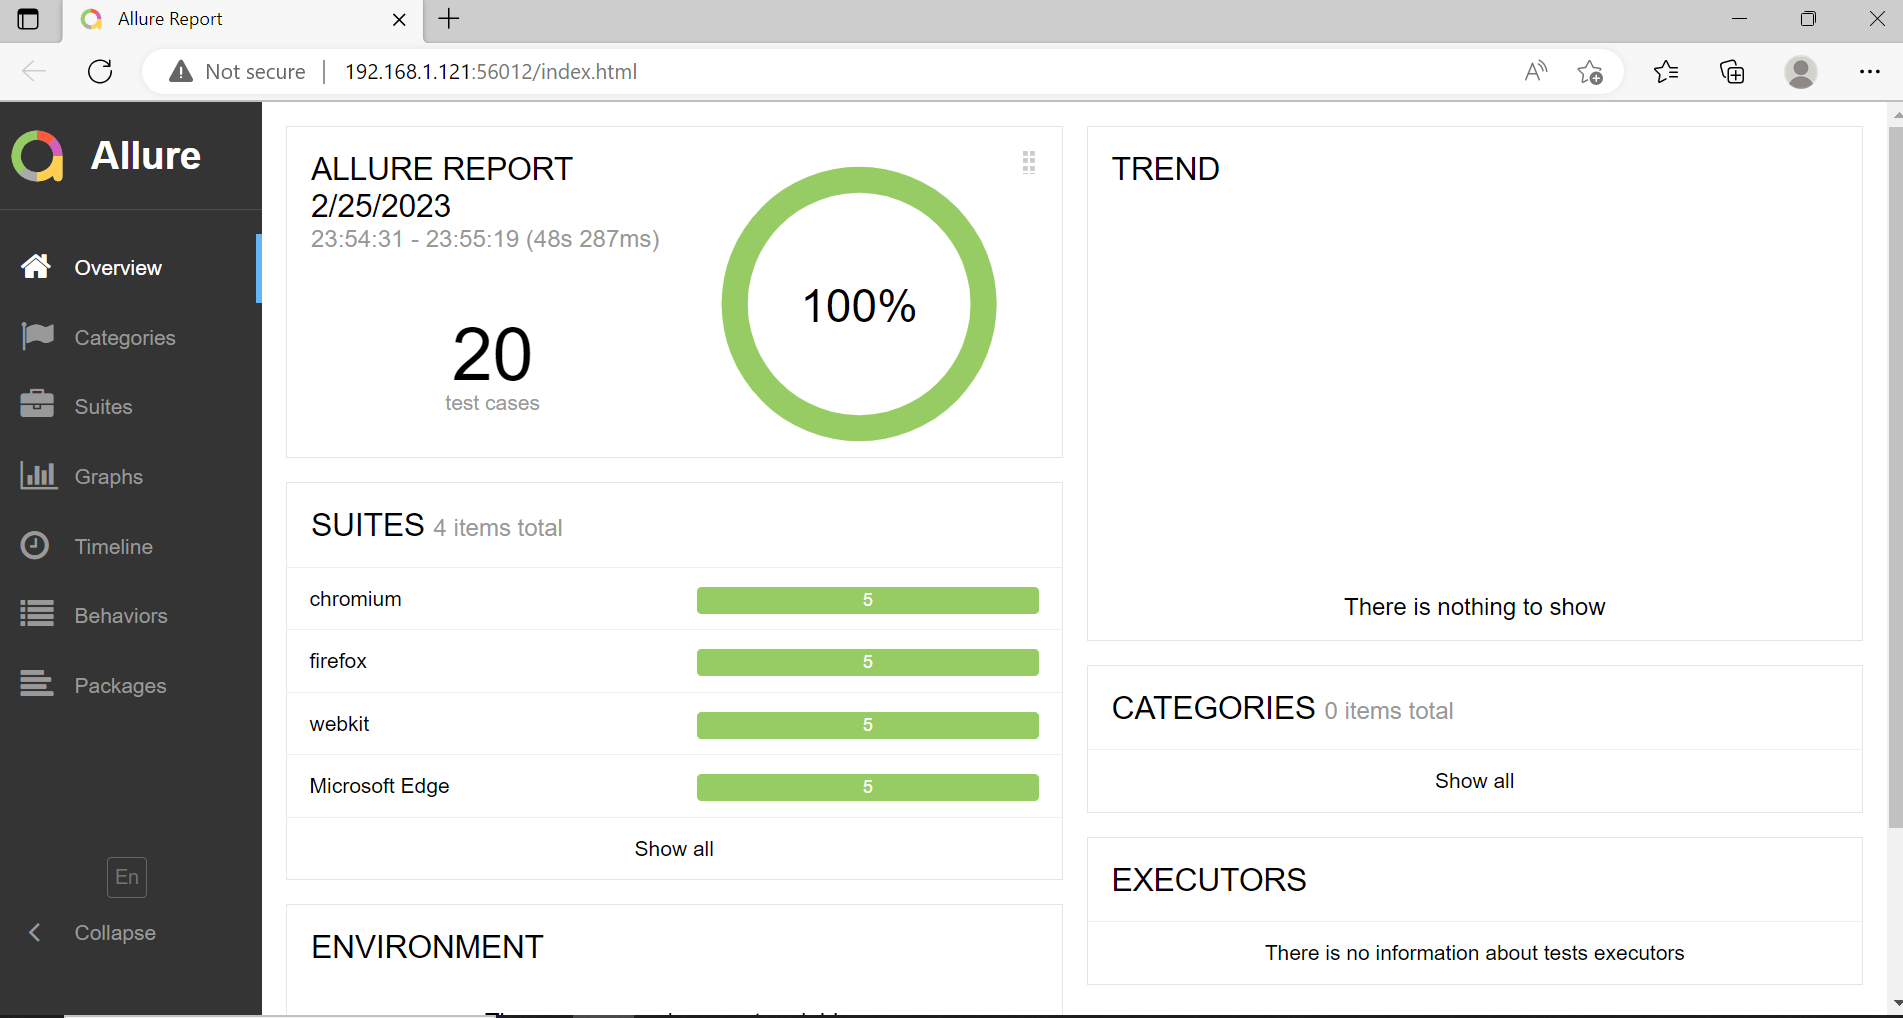 Allure Report
Not secure
192.168.1.121:56012/index.html
Allure
Overview
Categories
Suites
Graphs
Timeline
Behaviors
Packages
En
Collapse
ALLURE REPORT
2/25/2023
23:54:31 - 23:55:19 (48s 287ms)
20
test cases
100%
SUITES 4 items total
chromium 5
firefox 5
webkit 5
Microsoft Edge 5
Show all
ENVIRONMENT
TREND
There is nothing to show
CATEGORIES 0 items total
Show all
EXECUTORS
There is no information about tests executors